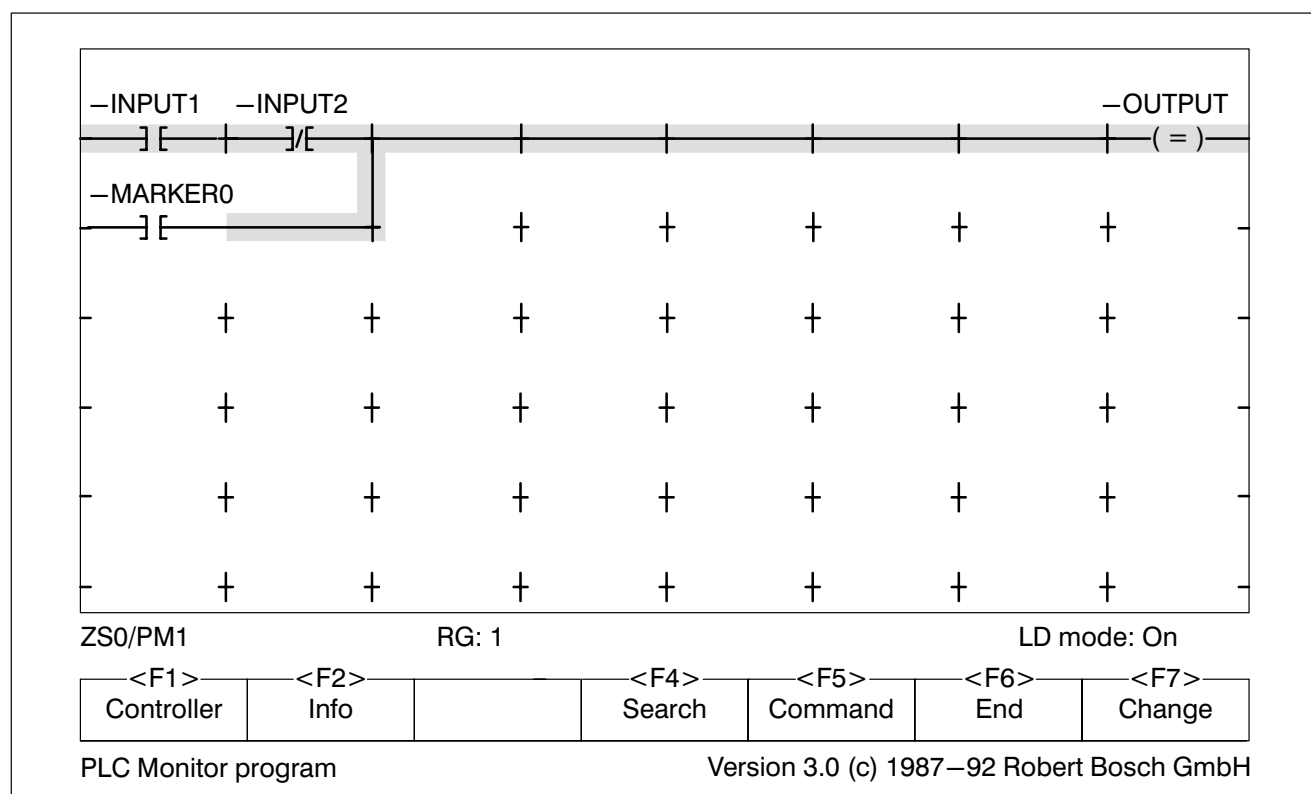 –INPUT1 –INPUT2 –OUTPUT
] [ ]/[ ( = )
–MARKER0
] [
ZS0/PM1 RG: 1 LD mode: On
<F1> <F2> <F4> <F5> <F6> <F7>
Controller Info Search Command End Change
PLC Monitor program Version 3.0 (c) 1987–92 Robert Bosch GmbH